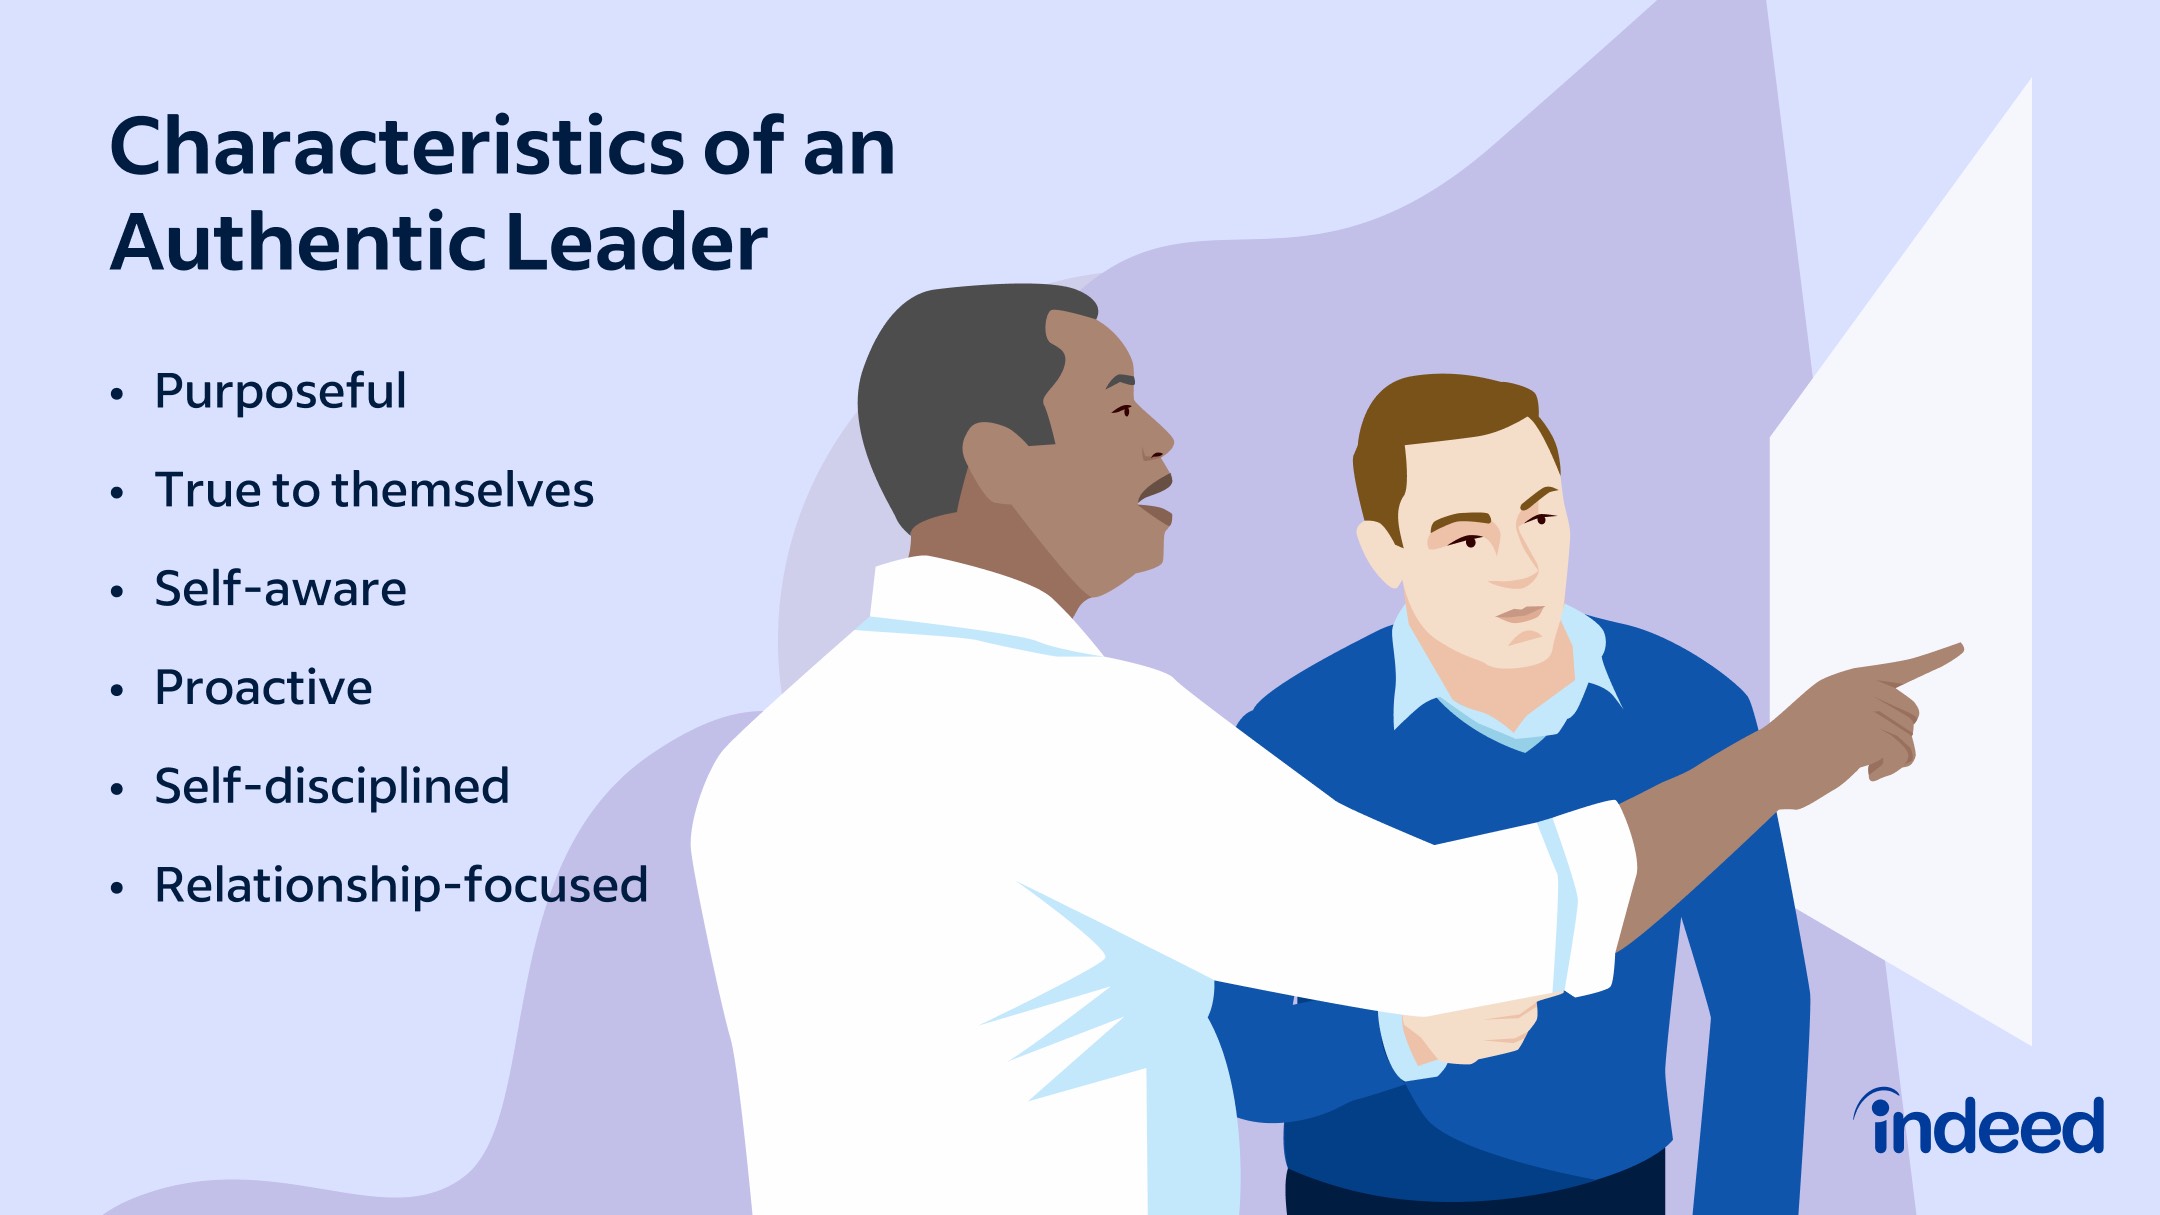 Characteristics of an
Authentic Leader
• Purposeful
• True to themselves
• Self-aware
• Proactive
• Self-disciplined
• Relationship-focused
indeed